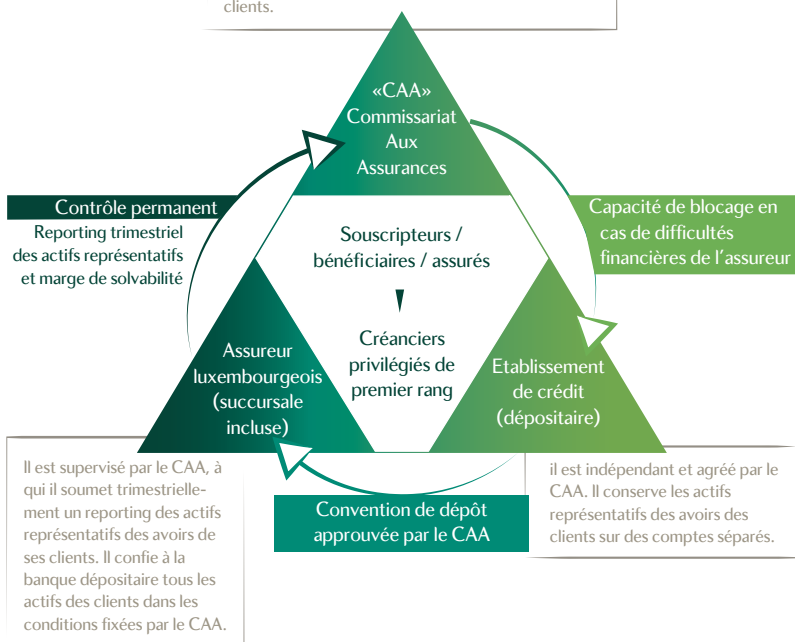 clients.
«CAA»
Commissariat
Aux
Assurances
Contrôle permanent
Reporting trimestriel
des actifs représentatifs
et marge de solvabilité
Capacité de blocage en
cas de difficultés
financières de l’assureur
Souscripteurs /
bénéficiaires / assurés
Créanciers
privilégiés de
premier rang
Assureur
luxembourgeois
(succursale
incluse)
Etablissement
de crédit
(dépositaire)
Il est supervisé par le CAA, à
qui il soumet trimestrielle-
ment un reporting des actifs
représentatifs des avoirs de
ses clients. Il confie à la
banque dépositaire tous les
actifs des clients dans les
conditions fixées par le CAA.
Convention de dépôt
approuvée par le CAA
il est indépendant et agréé par le
CAA. Il conserve les actifs
représentatifs des avoirs des
clients sur des comptes séparés.